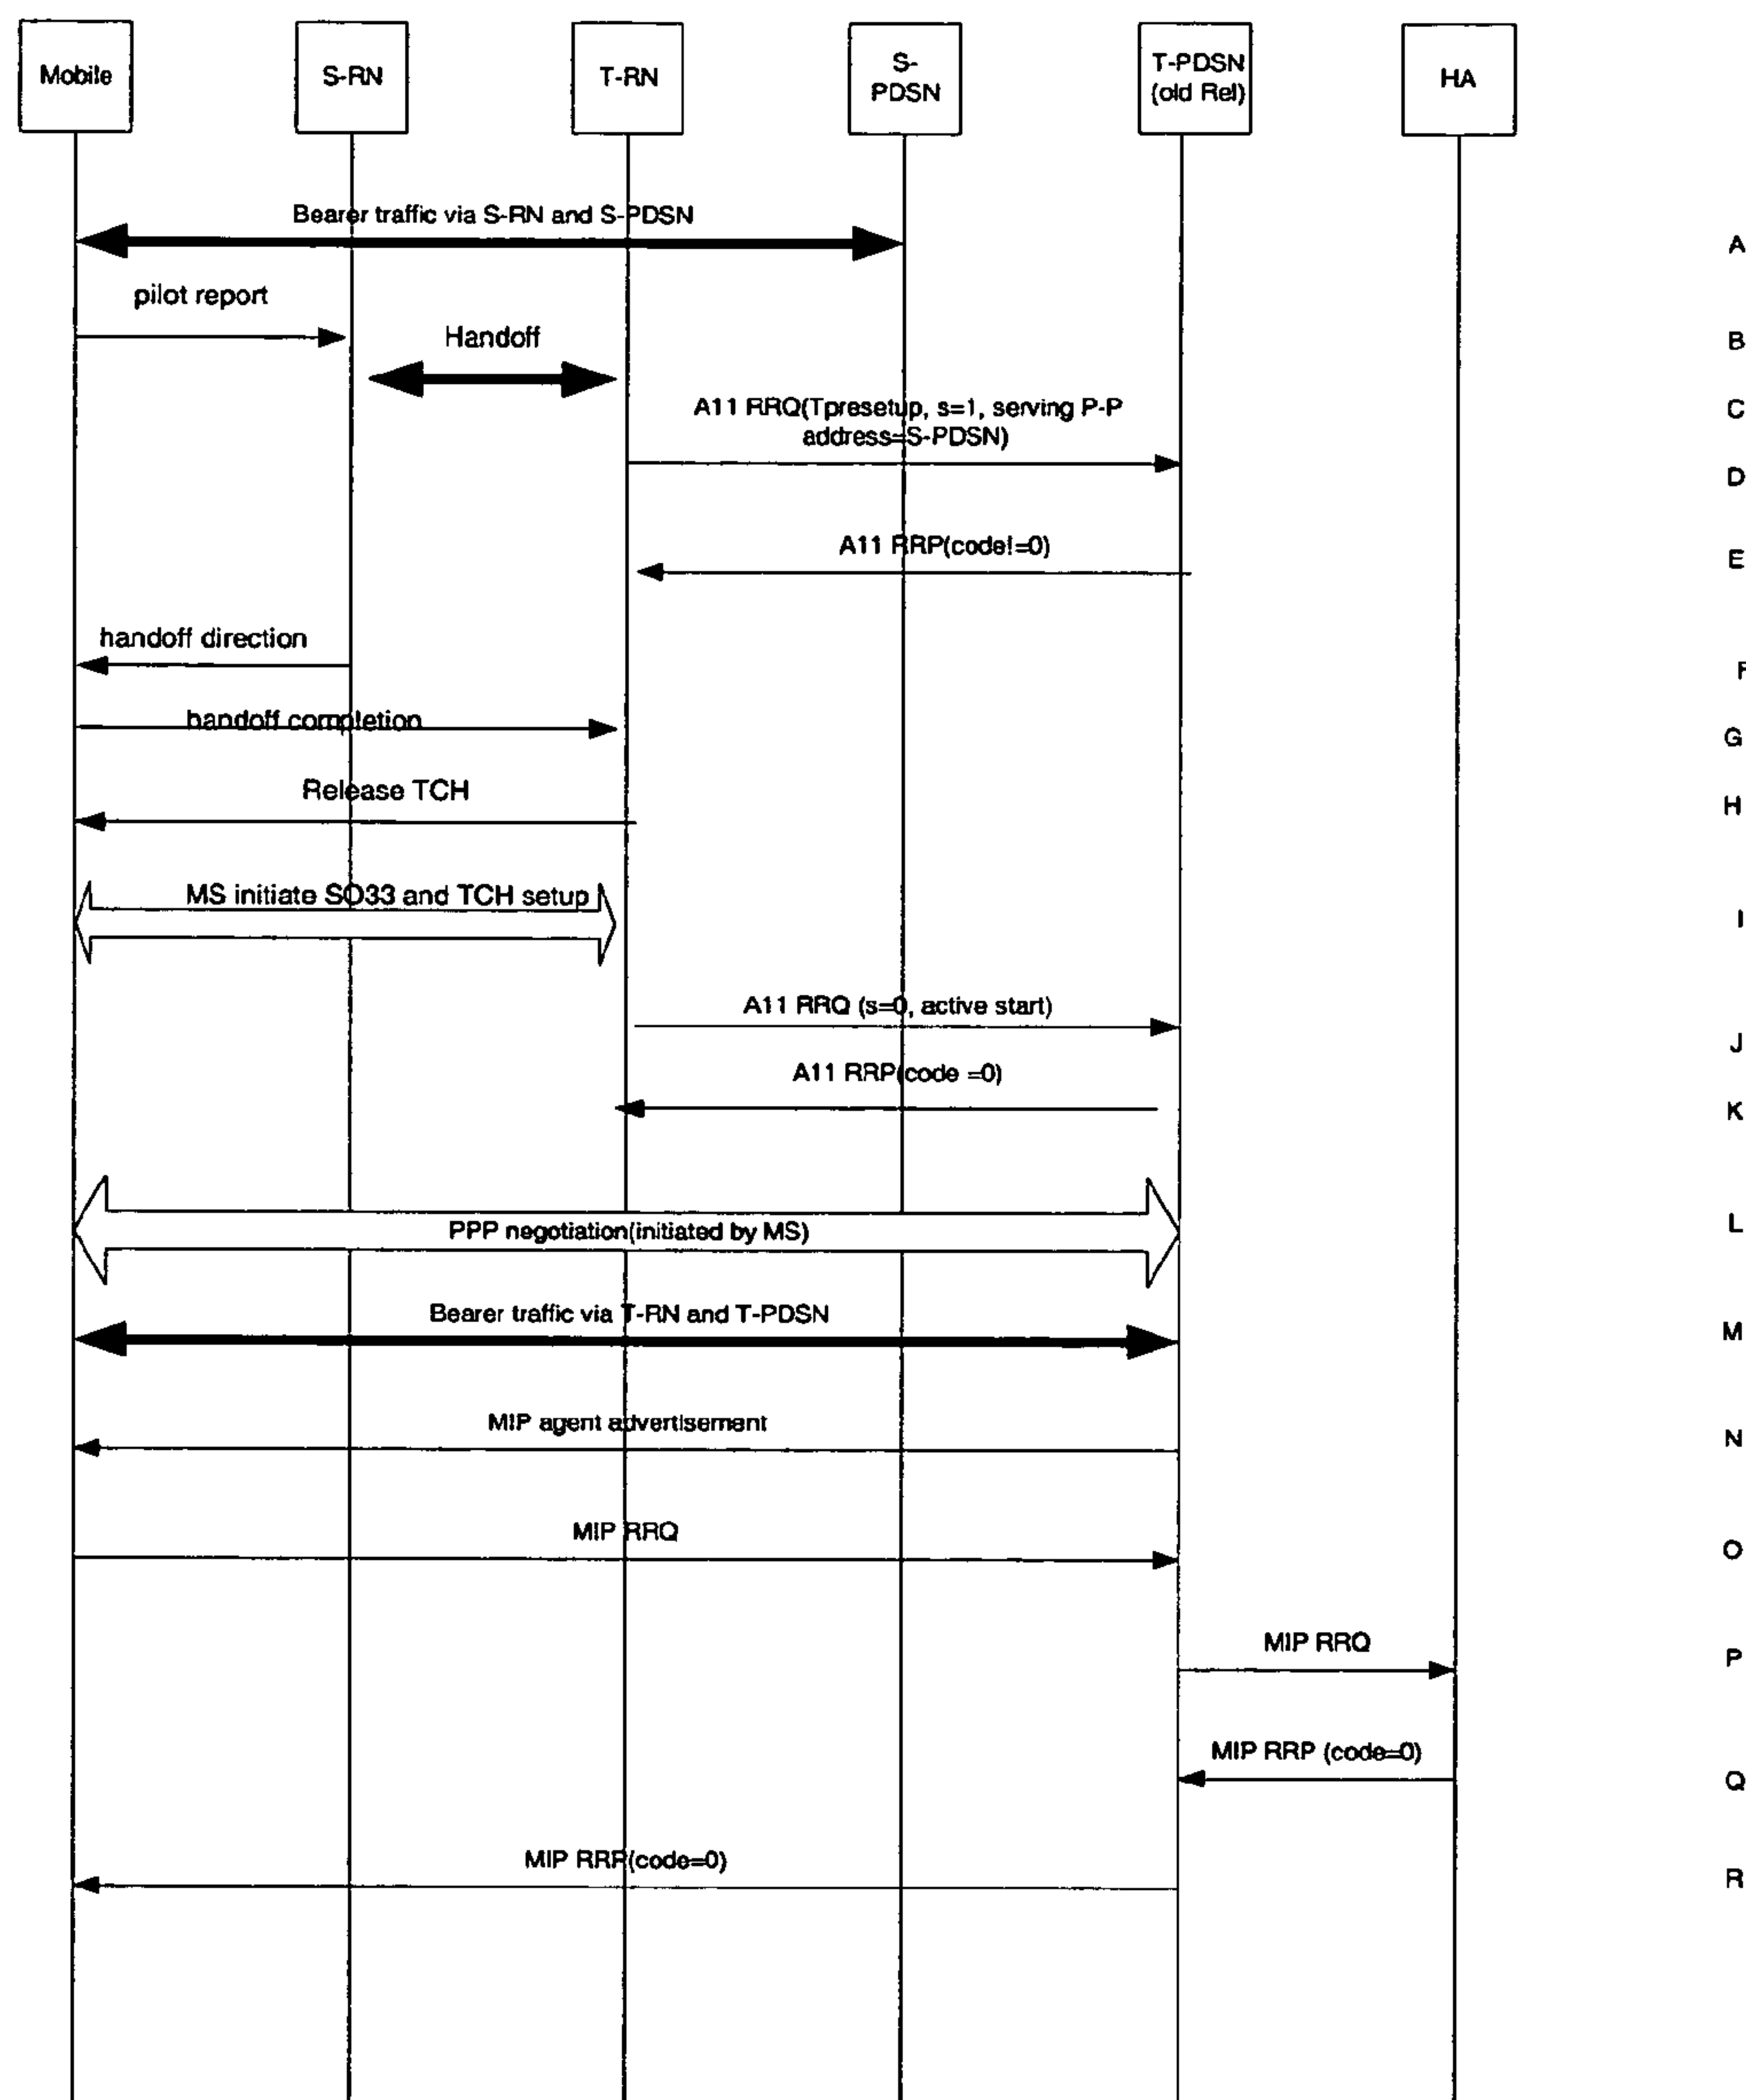 Mobile
S-RN
T-RN
S-
PDSN
T-PDSN
(old Rel)
HA
Bearer traffic via S-RN and S-PDSN
A
pilot report
Handoff
B
A11 RRQ(Tpresetup, s=1, serving P-P
address=S-PDSN)
C
D
A11 RRP(code!=0)
E
handoff direction
F
handoff completion
G
Release TCH
H
MS initiate SO33 and TCH setup
I
A11 RRQ (s=0, active start)
J
A11 RRP(code =0)
K
PPP negotiation(initiated by MS)
L
Bearer traffic via T-RN and T-PDSN
M
MIP agent advertisement
N
MIP RRQ
O
MIP RRQ
P
MIP RRP (code=0)
Q
MIP RRP(code=0)
R